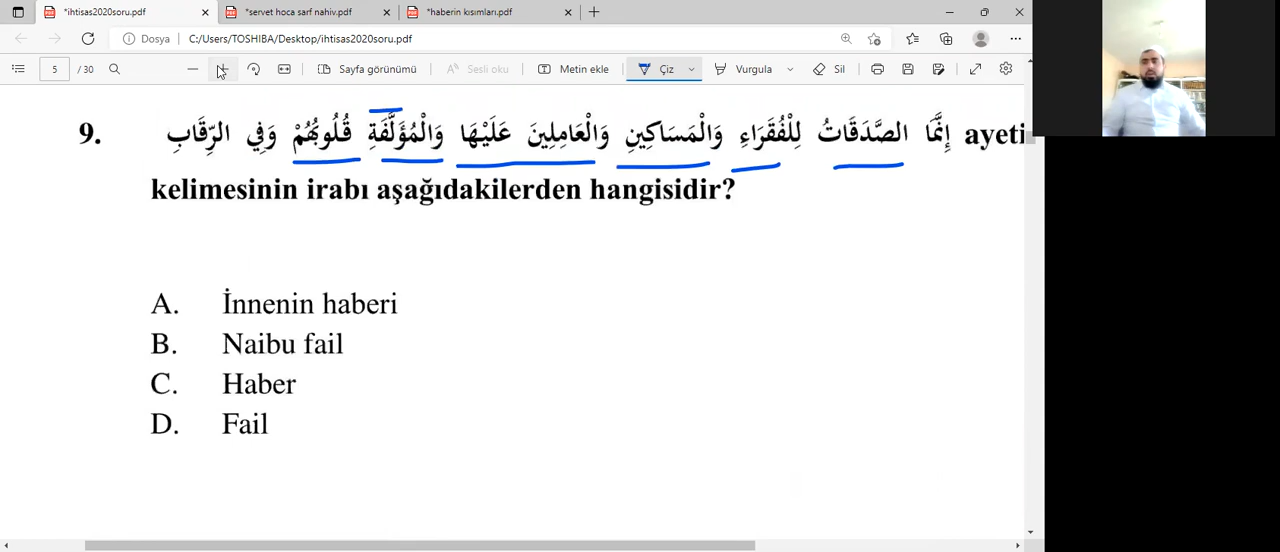 *ihtisas2020soru.pdf
*servet hoca sarf nahiv.pdf
*haberin kısımları.pdf
Dosya C:/Users/TOSHIBA/Desktop/ihtisas2020soru.pdf
5 / 30 Sayfa görünümü Sesli oku Metin ekle Çiz Vurgula Sil
9. إِنَّمَا الصَّدَقَاتُ لِلْفُقَرَاءِ وَالْمَسَاكِينِ وَالْعَامِلِينَ عَلَيْهَا وَالْمُؤَلَّفَةِ قُلُوبُهُمْ وَفِي الرِّقَابِ ayeti
kelimesinin irabı aşağıdakilerden hangisidir?
A. İnnenin haberi
B. Naibu fail
C. Haber
D. Fail